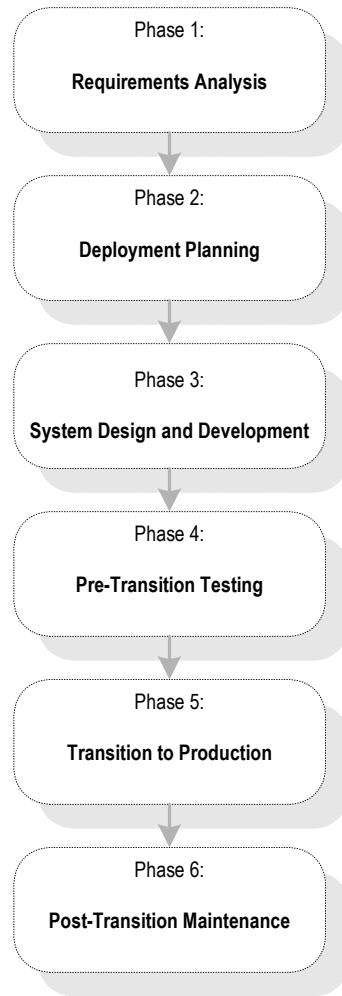 Phase 1:
Requirements Analysis
Phase 2:
Deployment Planning
Phase 3:
System Design and Development
Phase 4:
Pre-Transition Testing
Phase 5:
Transition to Production
Phase 6:
Post-Transition Maintenance